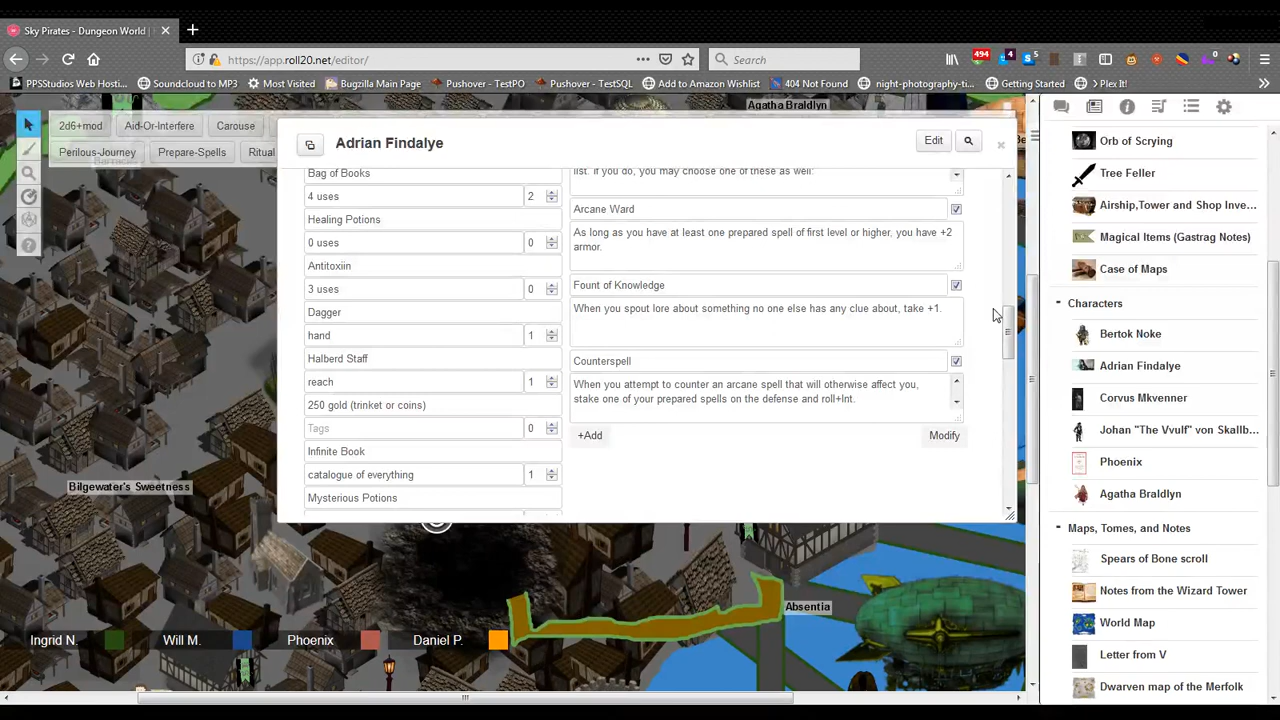 Sky Pirates - Dungeon World |
https://app.roll20.net/editor/
Search
494
4
5
0
PPSStudios Web Host...
Soundcloud to MP3
Most Visited
Bugzilla Main Page
Pushover - PayTECH
Pushover - TestSQL
Add to Amazon Wishlist
404 Not Found
night-photography-ti...
Getting Started
Plex It!
Agatha Braldlyn
2d6+mod
Aid-Or-Interfere
Carouse
Perilous-Journey
Prepare-Spells
Ritual
Adrian Findalye
Edit
Bag of Books
4 uses
2
Healing Potions
0 uses
0
Antitoxiin
3 uses
0
Dagger
hand
1
Halberd Staff
reach
1
250 gold (trinket or coins)
Tags
0
Infinite Book
catalogue of everything
1
Mysterious Potions
list. If you do, you may choose one of these as well:
Arcane Ward
As long as you have at least one prepared spell of first level or higher, you have +2
armor.
Fount of Knowledge
When you spout lore about something no one else has any clue about, take +1.
Counterspell
When you attempt to counter an arcane spell that will otherwise affect you,
stake one of your prepared spells on the defense and roll+Int.
+Add
Modify
Bilgewater's Sweetness
Absentia
Ingrid N.
Will M.
Phoenix
Daniel P.
Orb of Scrying
Tree Feller
Airship,Tower and Shop Inve...
Magical Items (Gastrag Notes)
Case of Maps
Characters
Bertok Noke
Adrian Findalye
Corvus Mkvenner
Johan "The Vvulf" von Skallb...
Phoenix
Agatha Braldlyn
Maps, Tomes, and Notes
Spears of Bone scroll
Notes from the Wizard Tower
World Map
Letter from V
Dwarven map of the Merfolk